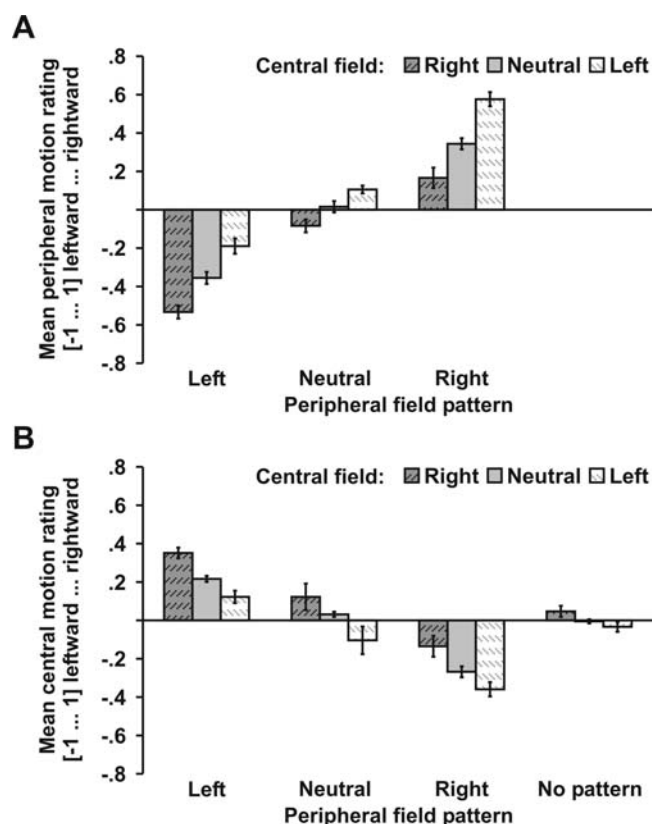 A
Central field: Right Neutral Left
Mean peripheral motion rating
[-1 ... 1] leftward ... rightward
.8
.6
.4
.2
-.2
-.4
-.6
-.8
Left Neutral Right
Peripheral field pattern
B
Central field: Right Neutral Left
Mean central motion rating
[-1 ... 1] leftward ... rightward
.8
.6
.4
.2
-.2
-.4
-.6
-.8
Left Neutral Right No pattern
Peripheral field pattern